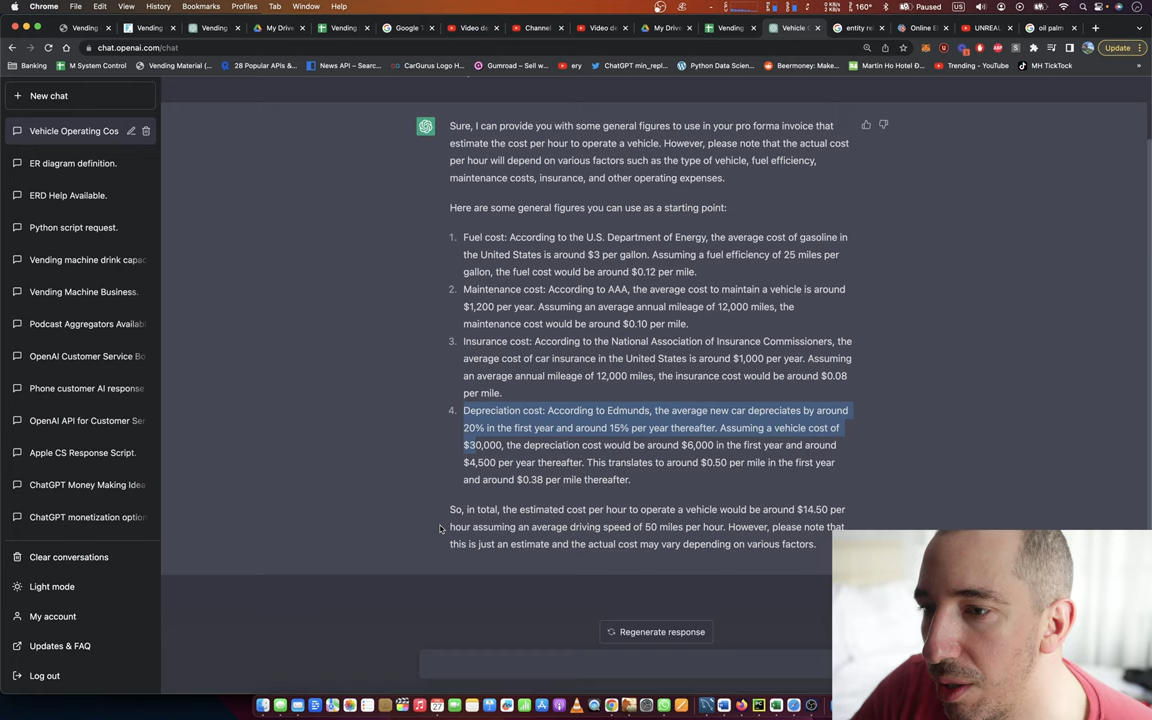 Chrome File Edit View History Bookmarks Profiles Tab Window Help 160° US Paused
Vending Vending Vending My Drive Vending Google T Video de Channel Video de My Drive Vending Vehicle C entity re Online E UNREAL oil palm
chat.openai.com/chat Update
Banking M System Control Vending Material (... 28 Popular APIs &... News API – Searc... CarGurus Logo H... Gumroad – Sell w... ery ChatGPT min_repl... Python Data Scien... Beermoney: Make... Martin Ho Hotel Đ... Trending - YouTube MH TickTock
New chat
Vehicle Operating Cos
ER diagram definition.
ERD Help Available.
Python script request.
Vending machine drink capac
Vending Machine Business.
Podcast Aggregators Availab
OpenAI Customer Service Bo
Phone customer AI response
OpenAI API for Customer Ser
Apple CS Response Script.
ChatGPT Money Making Idea
ChatGPT monetization option
Clear conversations
Light mode
My account
Updates & FAQ
Log out
Sure, I can provide you with some general figures to use in your pro forma invoice that
estimate the cost per hour to operate a vehicle. However, please note that the actual cost
per hour will depend on various factors such as the type of vehicle, fuel efficiency,
maintenance costs, insurance, and other operating expenses.
Here are some general figures you can use as a starting point:
1. Fuel cost: According to the U.S. Department of Energy, the average cost of gasoline in
the United States is around $3 per gallon. Assuming a fuel efficiency of 25 miles per
gallon, the fuel cost would be around $0.12 per mile.
2. Maintenance cost: According to AAA, the average cost to maintain a vehicle is around
$1,200 per year. Assuming an average annual mileage of 12,000 miles, the
maintenance cost would be around $0.10 per mile.
3. Insurance cost: According to the National Association of Insurance Commissioners, the
average cost of car insurance in the United States is around $1,000 per year. Assuming
an average annual mileage of 12,000 miles, the insurance cost would be around $0.08
per mile.
4. Depreciation cost: According to Edmunds, the average new car depreciates by around
20% in the first year and around 15% per year thereafter. Assuming a vehicle cost of
$30,000, the depreciation cost would be around $6,000 in the first year and around
$4,500 per year thereafter. This translates to around $0.50 per mile in the first year
and around $0.38 per mile thereafter.
So, in total, the estimated cost per hour to operate a vehicle would be around $14.50 per
hour assuming an average driving speed of 50 miles per hour. However, please note that
this is just an estimate and the actual cost may vary depending on various factors.
Regenerate response
27